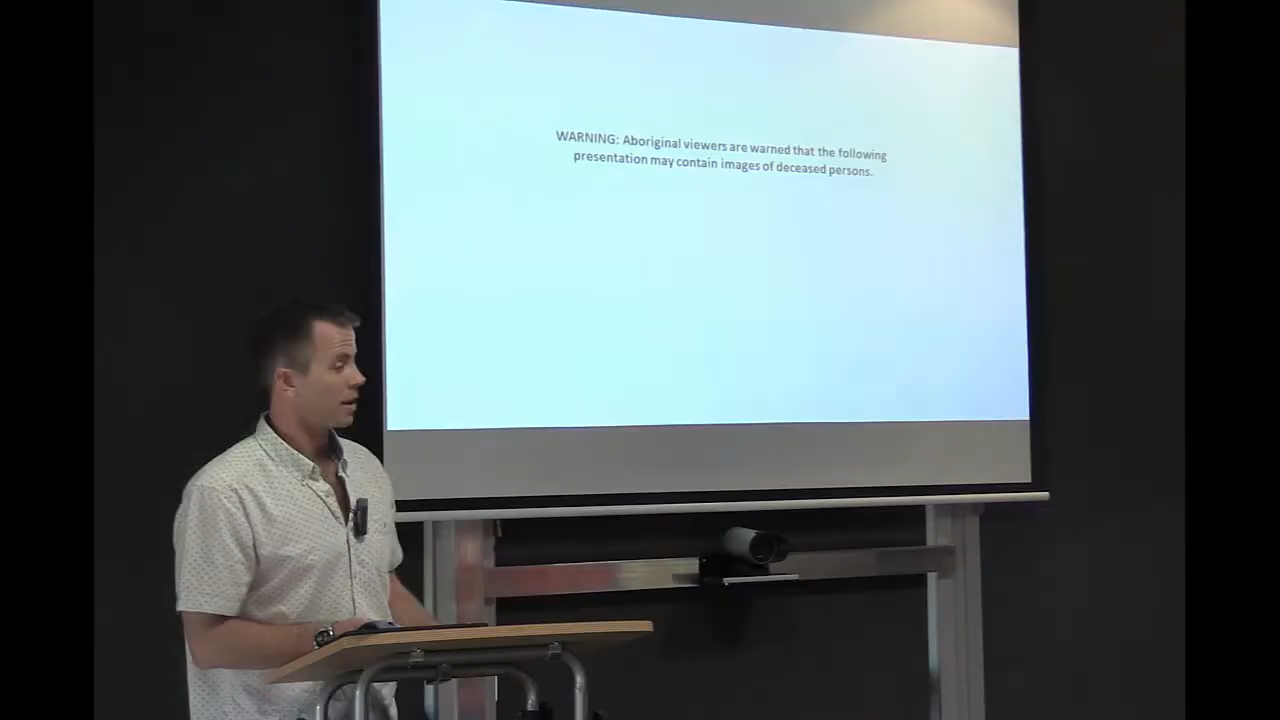 WARNING: Aboriginal viewers are warned that the following
presentation may contain images of deceased persons.